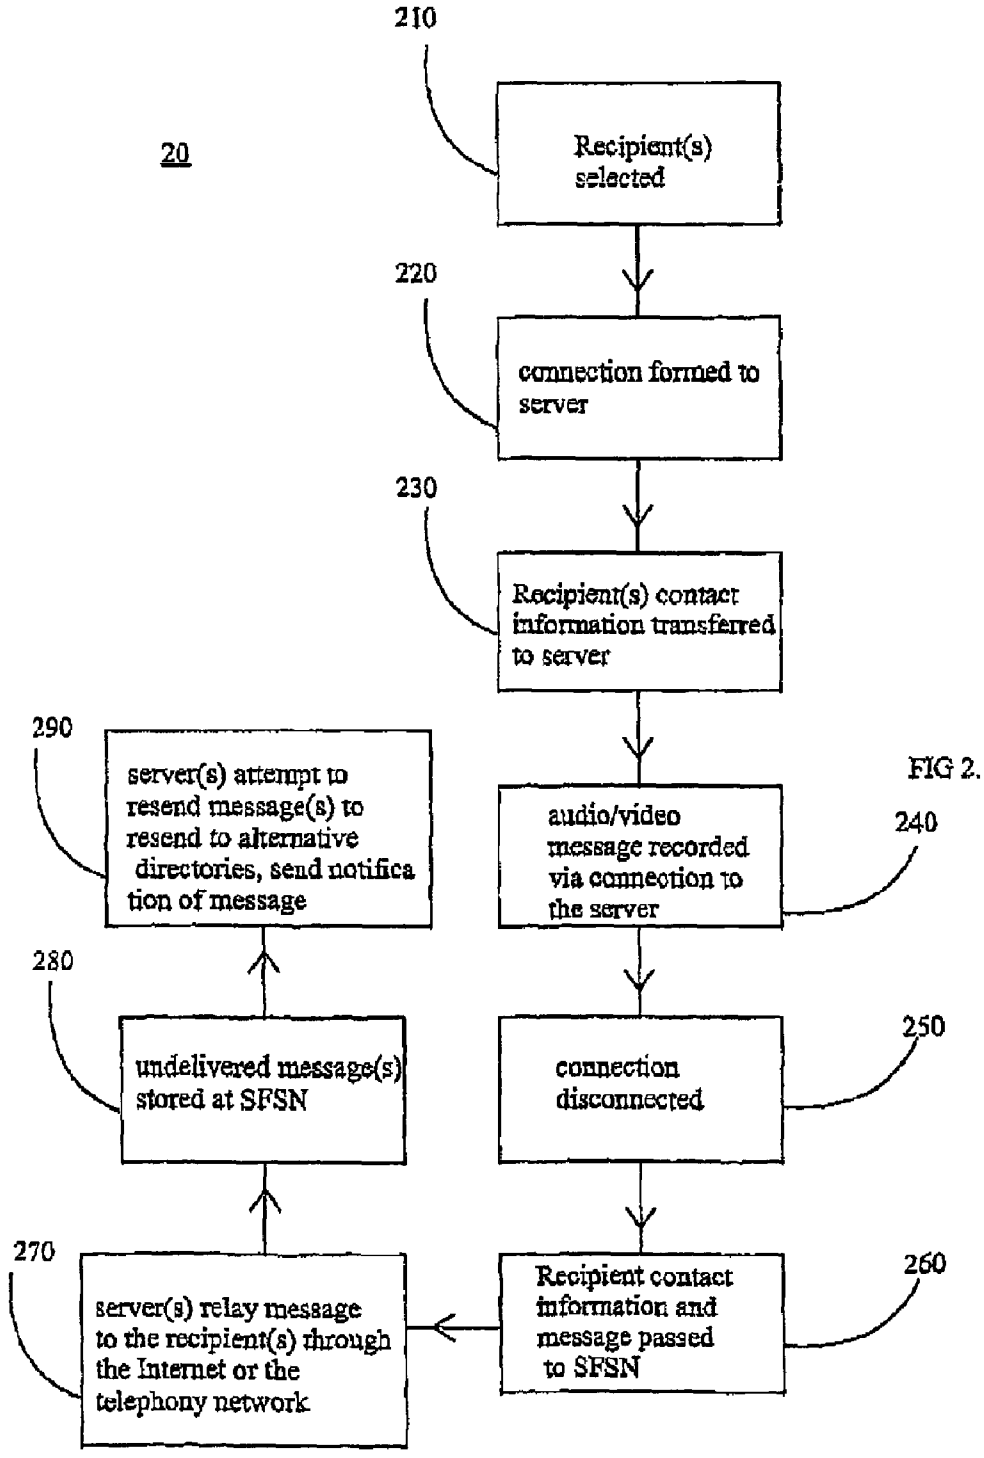 210
20
Recipient(s)
selected
220
connection formed to
server
230
Recipient(s) contact
information transferred
to server
FIG 2.
240
audio/video
message recorded
via connection to
the server
250
connection
disconnected
260
Recipient contact
information and
message passed
to SFSN
270
server(s) relay message
to the recipient(s) through
the Internet or the
telephony network
280
undelivered message(s)
stored at SFSN
290
server(s) attempt to
resend message(s) to
resend to alternative
directories, send notifica
tion of message